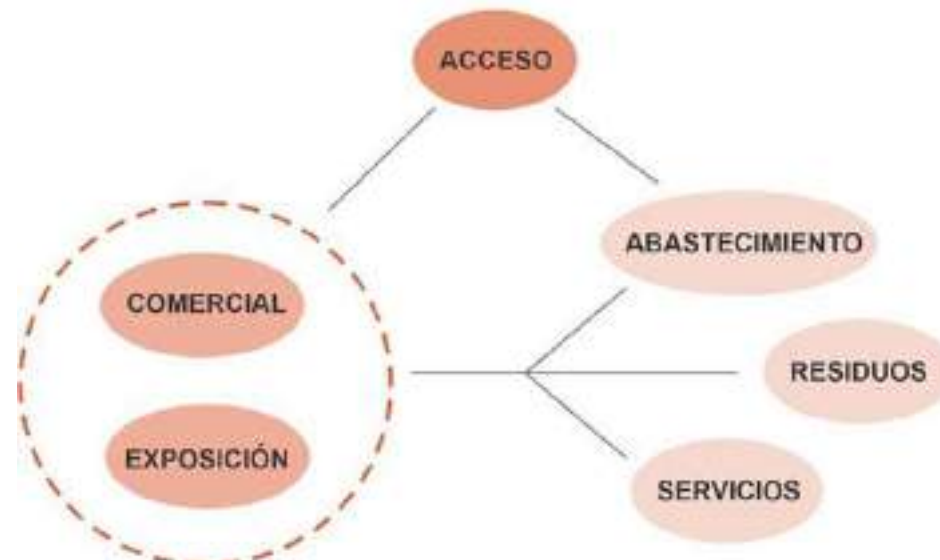 ACCESO
ABASTECIMIENTO
COMERCIAL
RESIDUOS
EXPOSICIÓN
SERVICIOS